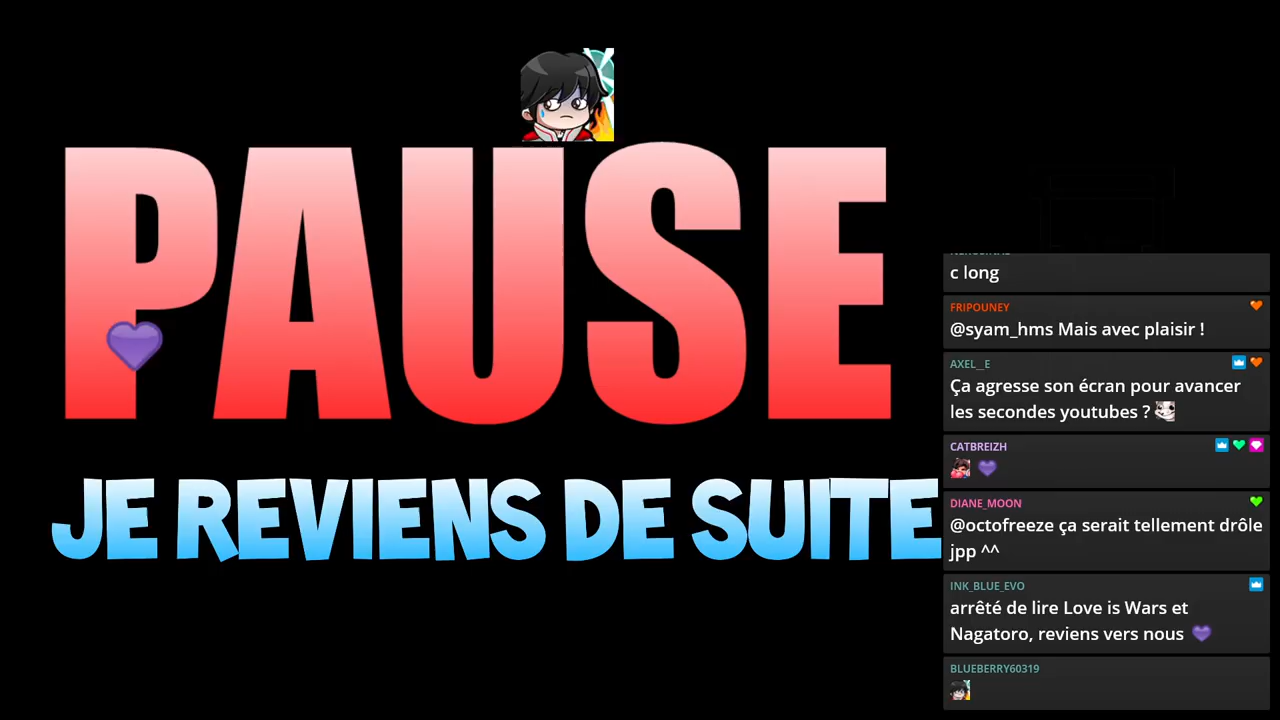 PAUSE
JE REVIENS DE SUITE
c long
FRIPOUNEY
@syam_hms Mais avec plaisir !
AXEL__E
Ça agresse son écran pour avancer
les secondes youtubes ?
CATBREIZH
DIANE_MOON
@octofreeze ça serait tellement drôle
jpp ^^
INK_BLUE_EVO
arrêté de lire Love is Wars et
Nagatoro, reviens vers nous
BLUEBERRY60319